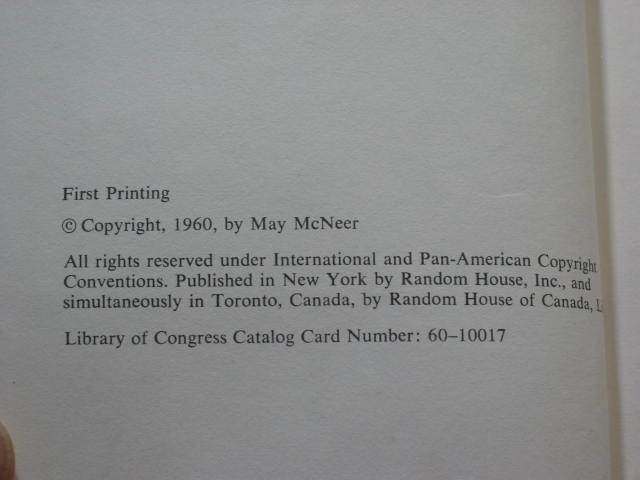 First Printing
© Copyright, 1960, by May McNeer
All rights reserved under International and Pan-American Copyright
Conventions. Published in New York by Random House, Inc., and
simultaneously in Toronto, Canada, by Random House of Canada,
Library of Congress Catalog Card Number: 60–10017